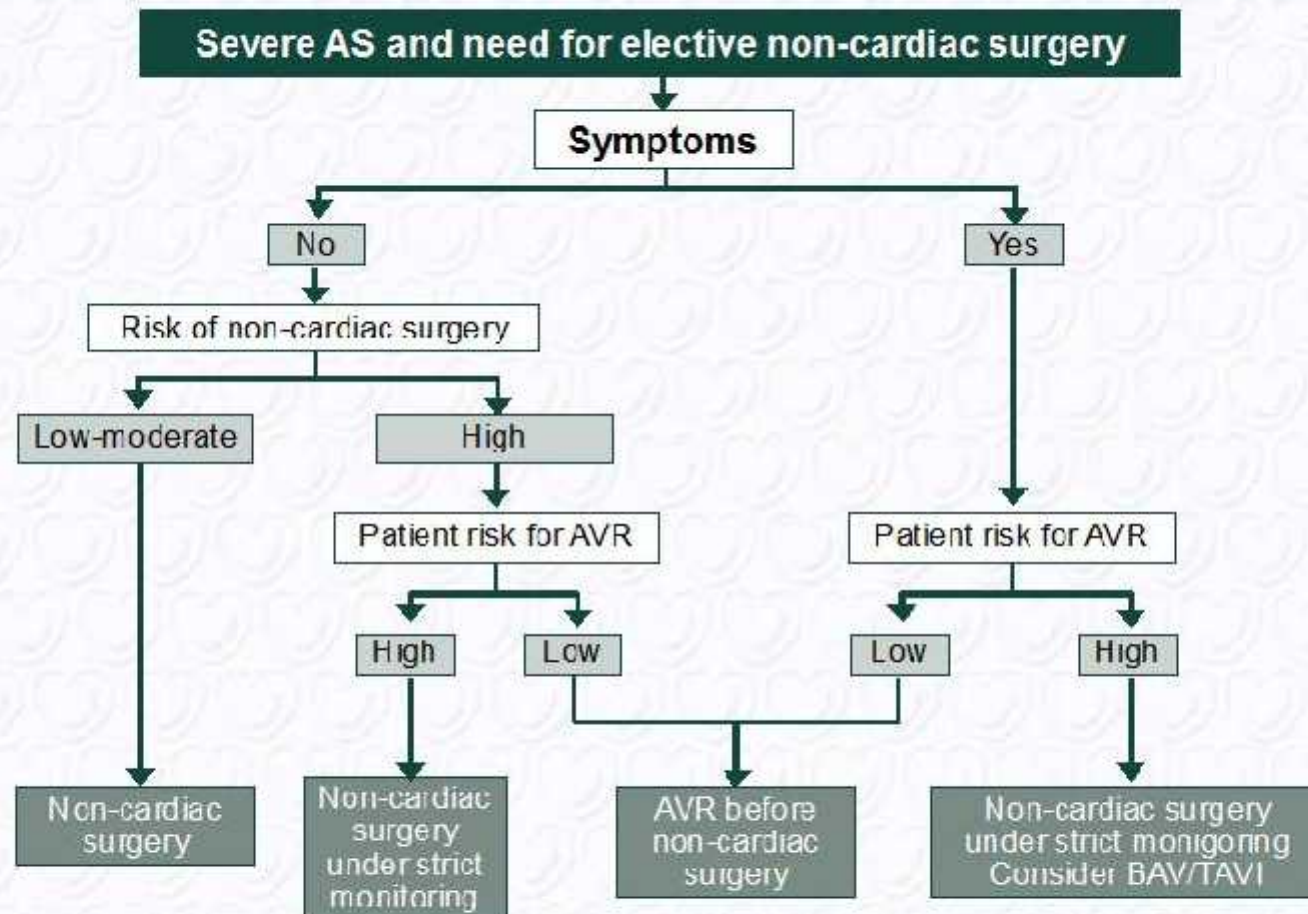 Severe AS and need for elective non-cardiac surgery
Symptoms
No
Yes
Risk of non-cardiac surgery
Low-moderate
High
Patient risk for AVR
Patient risk for AVR
High
Low
Low
High
Non-cardiac
surgery
Non-cardiac
surgery
under strict
monitoring
AVR before
non-cardiac
surgery
Non-cardiac surgery
under strict monigoring
Consider BAV/TAVI